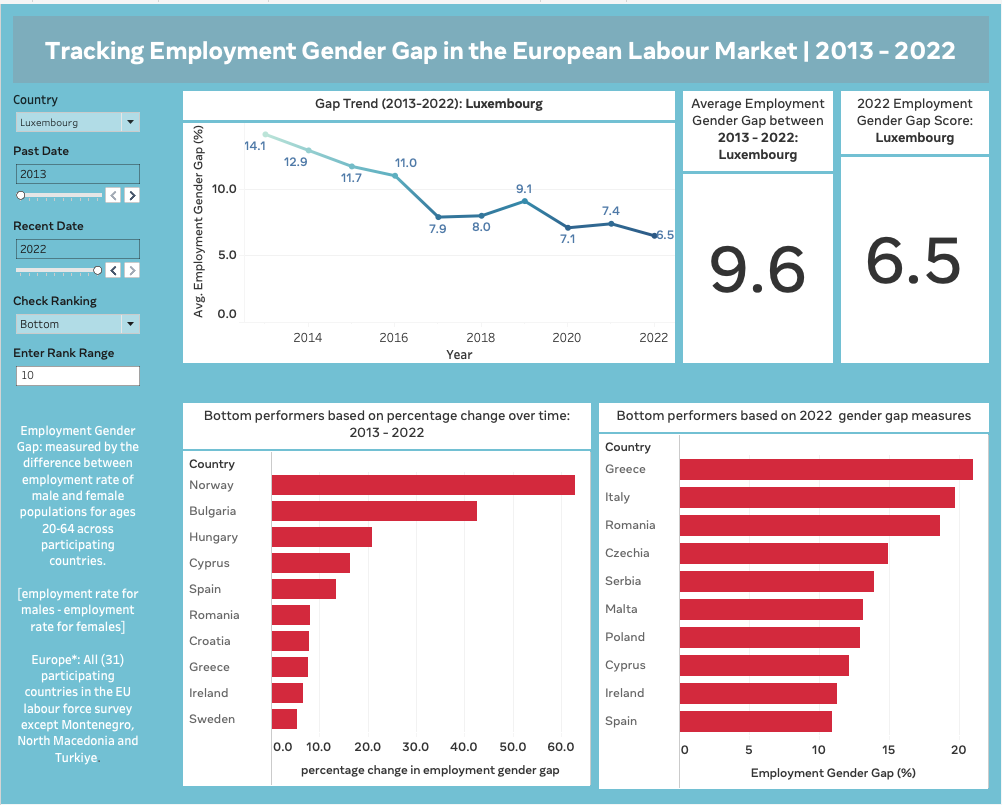 Tracking Employment Gender Gap in the European Labour Market | 2013 - 2022
Country
Luxembourg
Past Date
2013
Recent Date
2022
Check Ranking
Bottom
Enter Rank Range
10
Employment Gender
Gap: measured by the
difference between
employment rate of
male and female
populations for ages
20-64 across
participating
countries.
[employment rate for
males - employment
rate for females]
Europe*: All (31)
participating
countries in the EU
labour force survey
except Montenegro,
North Macedonia and
Turkiye.
Gap Trend (2013-2022): Luxembourg
Avg. Employment Gender Gap (%)
10.0
5.0
0.0
14.1
12.9
11.7
11.0
7.9
8.0
9.1
7.1
7.4
6.5
2014
2016
2018
2020
2022
Year
Average Employment
Gender Gap between
2013 - 2022:
Luxembourg
9.6
2022 Employment
Gender Gap Score:
Luxembourg
6.5
Bottom performers based on percentage change over time:
2013 - 2022
Country
Norway
Bulgaria
Hungary
Cyprus
Spain
Romania
Croatia
Greece
Ireland
Sweden
0.0 10.0 20.0 30.0 40.0 50.0 60.0
percentage change in employment gender gap
Bottom performers based on 2022 gender gap measures
Country
Greece
Italy
Romania
Czechia
Serbia
Malta
Poland
Cyprus
Ireland
Spain
0 5 10 15 20
Employment Gender Gap (%)